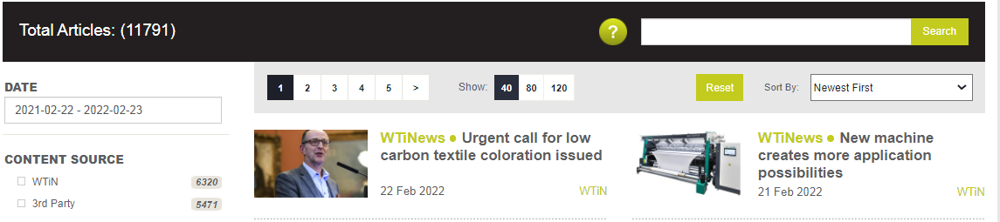 Total Articles: (11791)
?
Search
DATE
2021-02-22 - 2022-02-23
CONTENT SOURCE
WTiN 6320
3rd Party 5471
1 2 3 4 5 >
Show: 40 80 120
Reset
Sort By: Newest First
WTiNews ● Urgent call for low
carbon textile coloration issued
22 Feb 2022 WTiN
WTiNews ● New machine
creates more application
possibilities
21 Feb 2022 WTiN